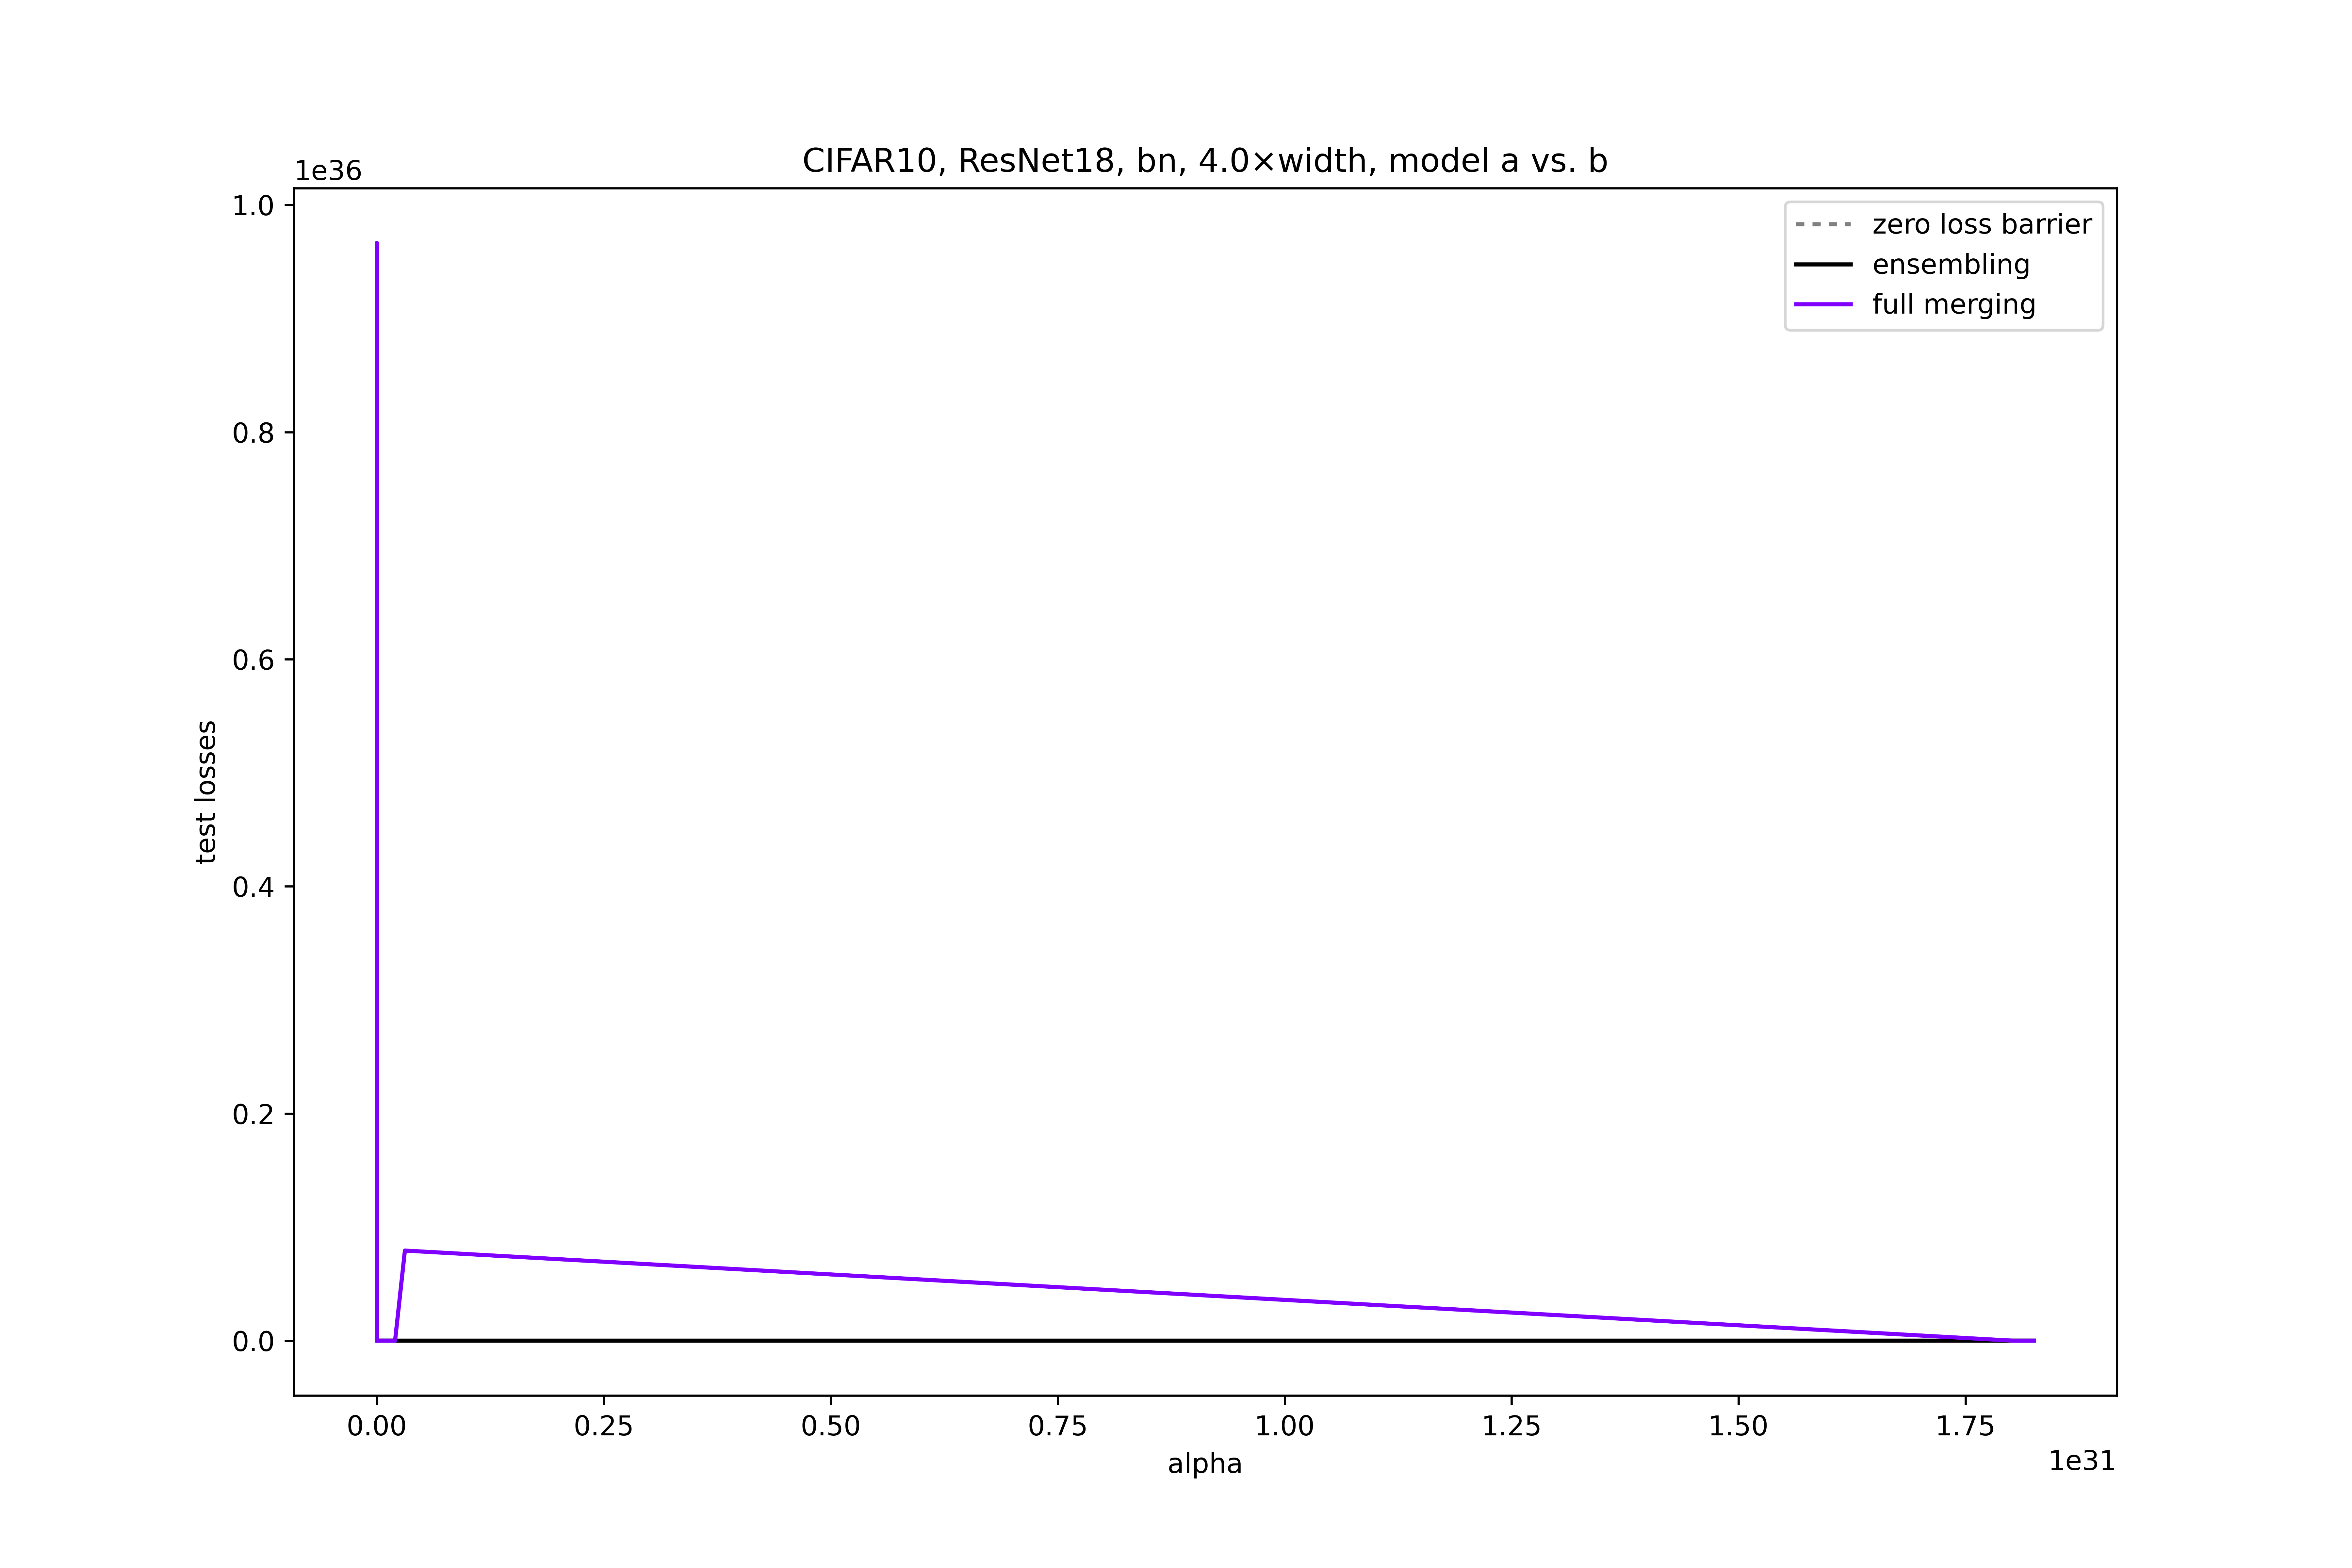 CIFAR10, ResNet18, bn, 4.0×width, model a vs. b
1e36
1.0
0.8
0.6
0.4
0.2
0.0
test losses
zero loss barrier
ensembling
full merging
0.00 0.25 0.50 0.75 1.00 1.25 1.50 1.75
1e31
alpha